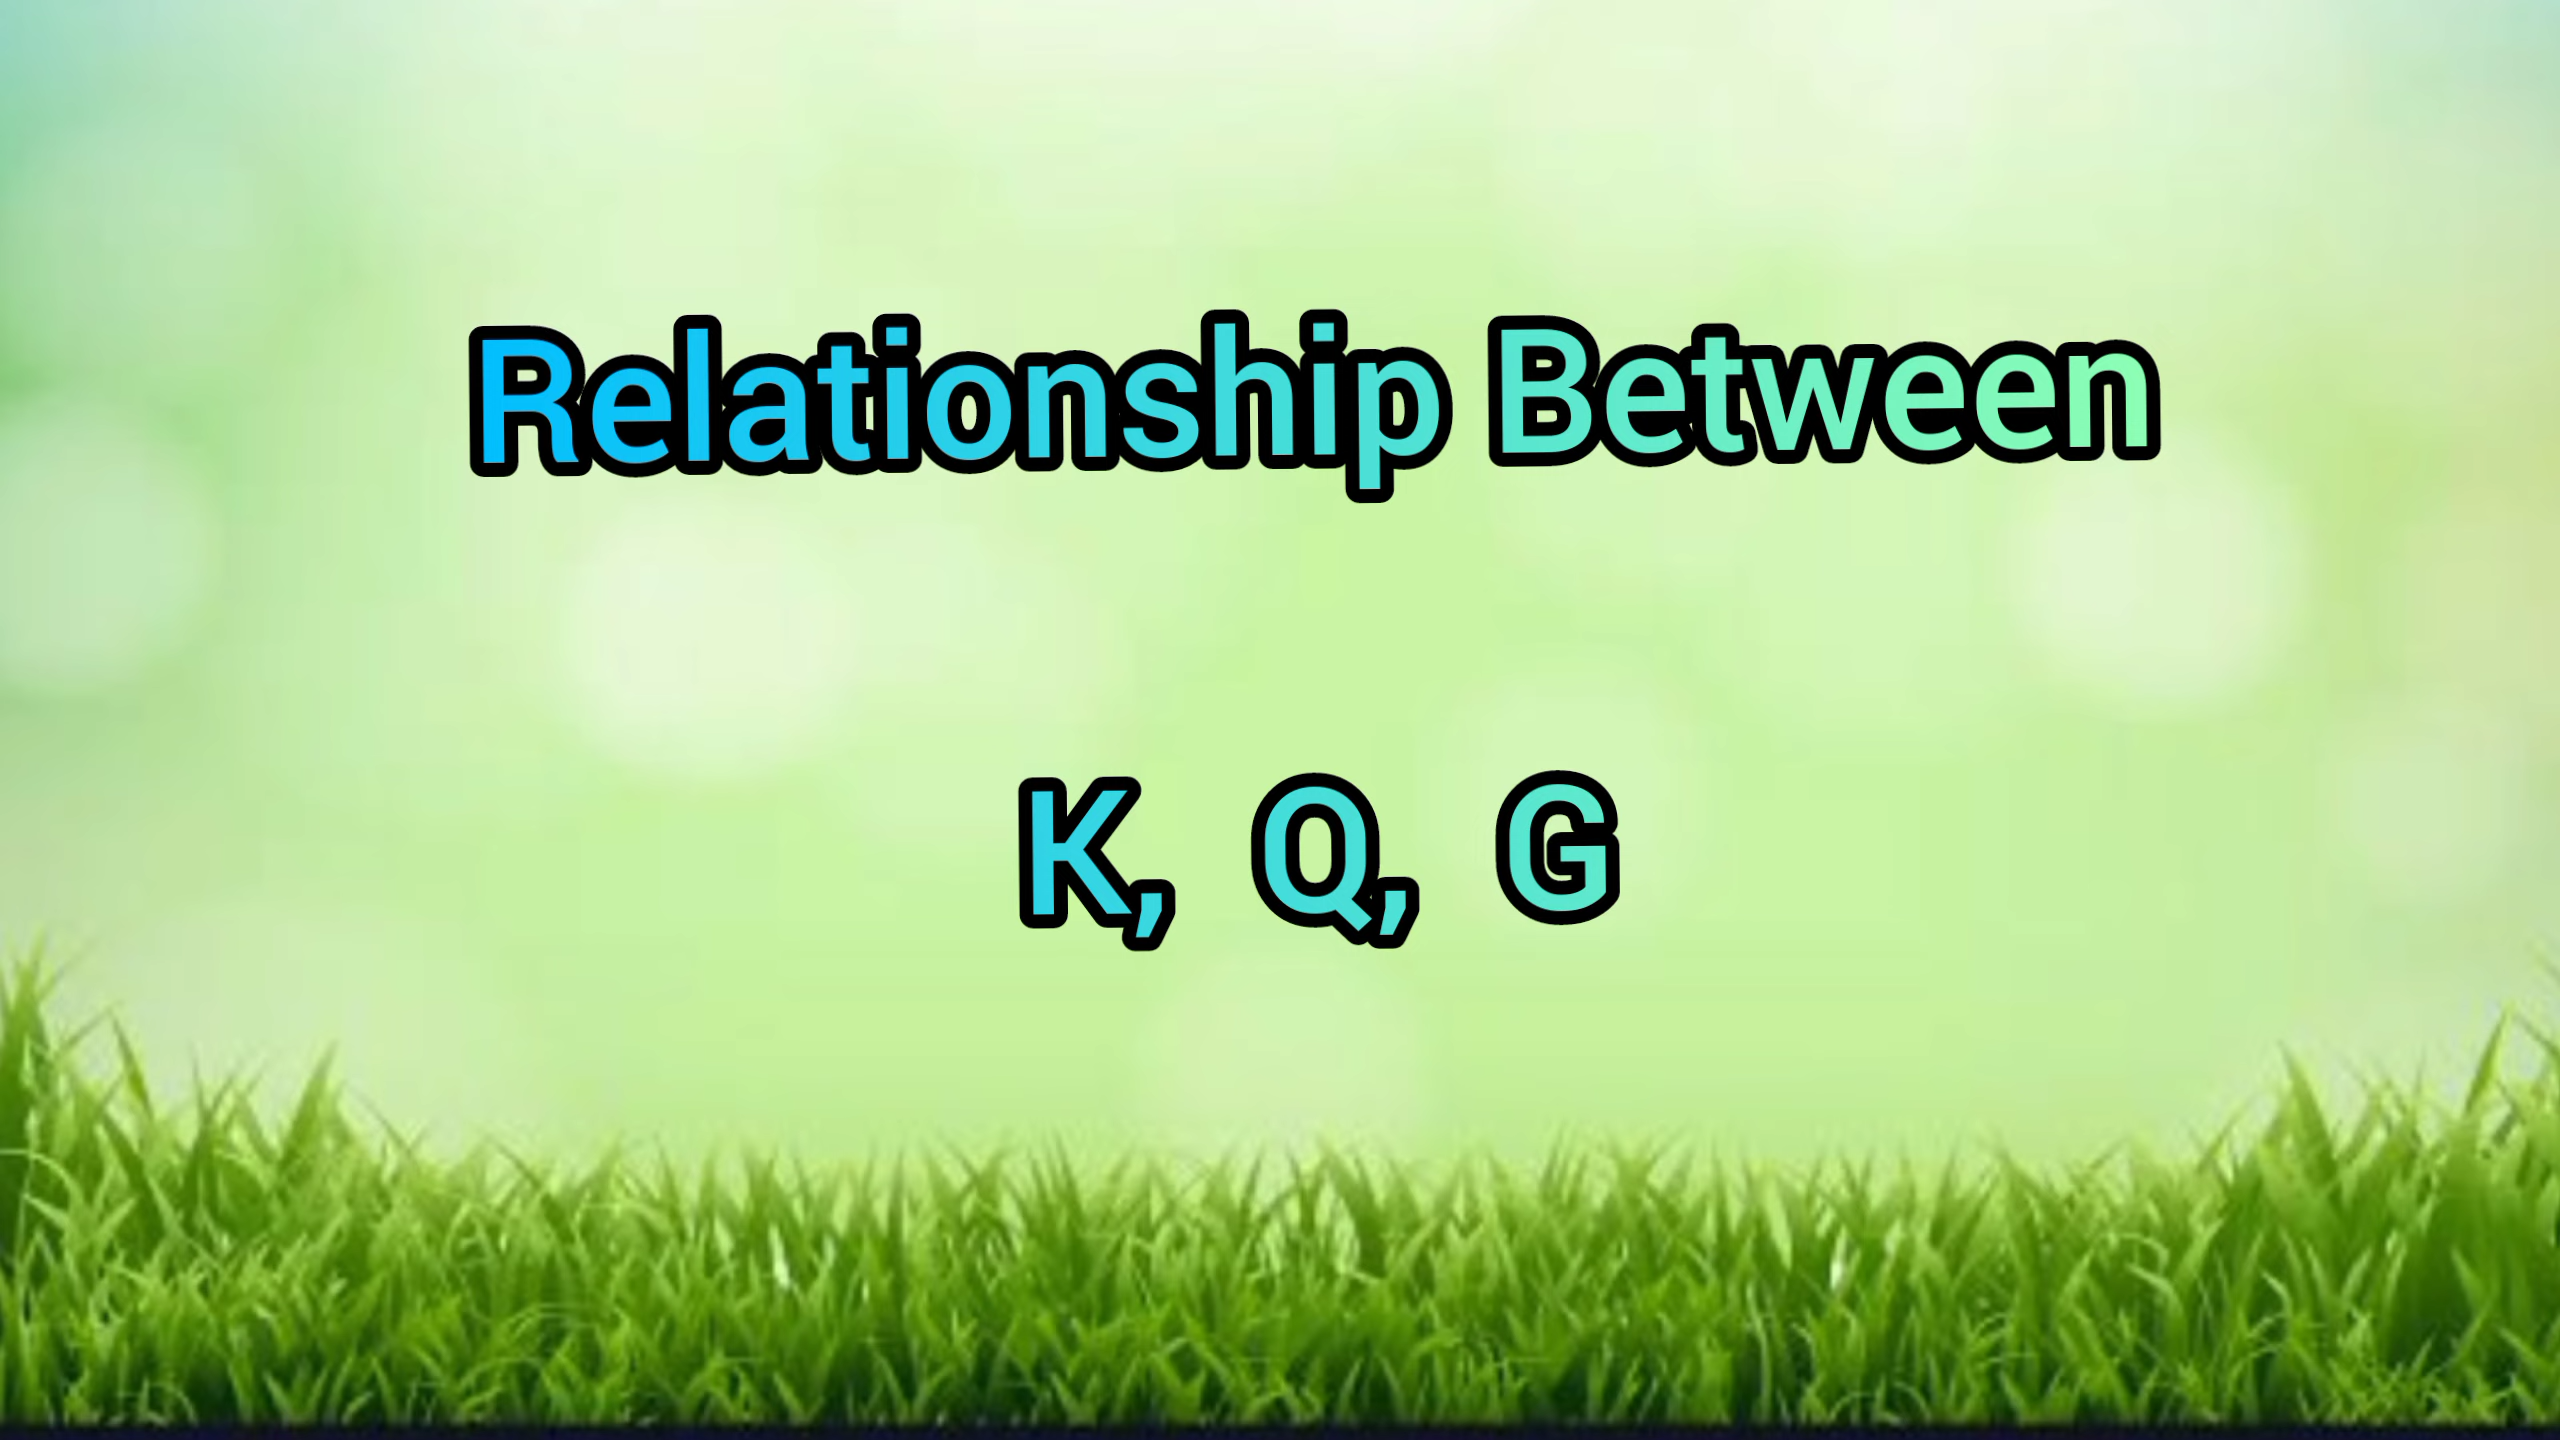 Relationship Between
K, Q, G